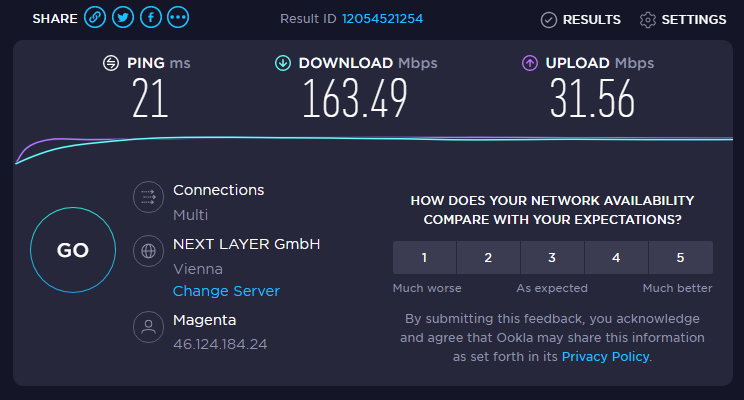 SHARE
Result ID 12054521254
RESULTS
SETTINGS
PING ms
21
DOWNLOAD Mbps
163.49
UPLOAD Mbps
31.56
GO
Connections
Multi
NEXT LAYER GmbH
Vienna
Change Server
Magenta
46.124.184.24
HOW DOES YOUR NETWORK AVAILABILITY
COMPARE WITH YOUR EXPECTATIONS?
1 2 3 4 5
Much worse As expected Much better
By submitting this feedback, you acknowledge
and agree that Ookla may share this information
as set forth in its Privacy Policy.